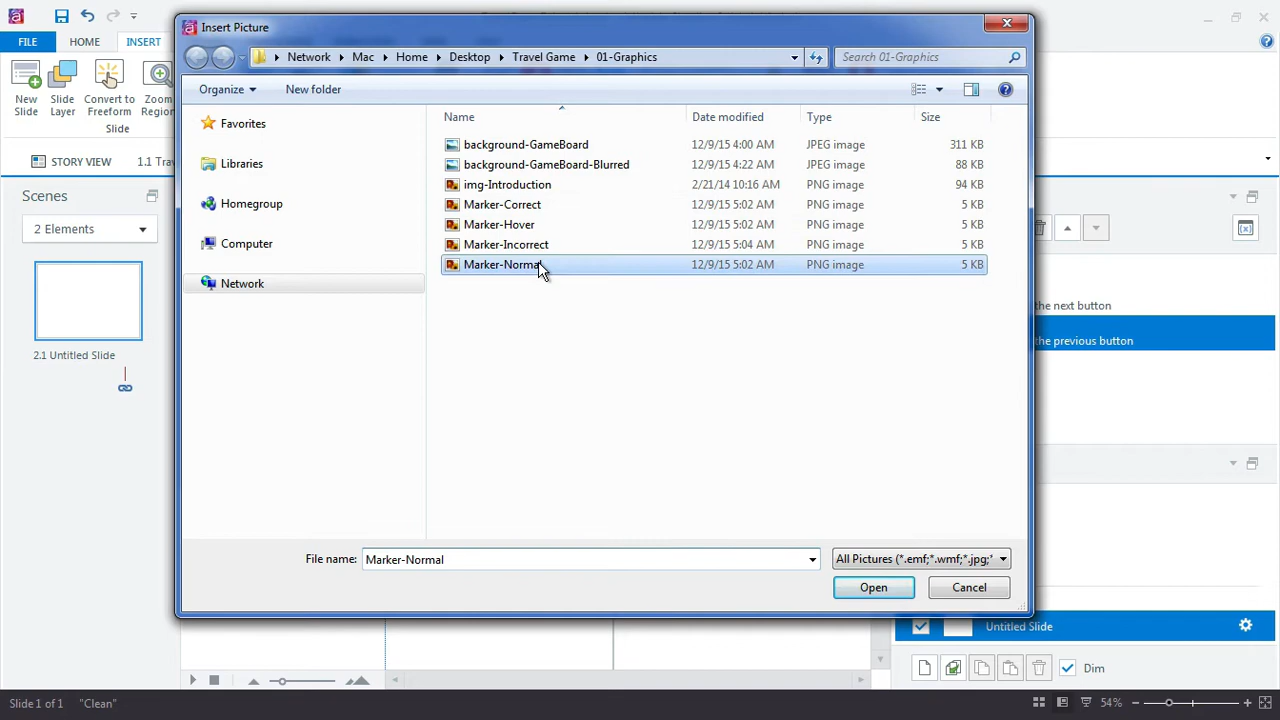 Insert Picture
FILE
HOME
INSERT
Network
Mac
Home
Desktop
Travel Game
01-Graphics
Search 01-Graphics
Organize
New folder
New
Slide
Slide
Layer
Convert to
Freeform
Zoom
Region
Slide
STORY VIEW
1.1 Trav
Scenes
2 Elements
2.1 Untitled Slide
Favorites
Libraries
Homegroup
Computer
Network
Name Date modified Type Size
background-GameBoard 12/9/15 4:00 AM JPEG image 311 KB
background-GameBoard-Blurred 12/9/15 4:22 AM JPEG image 88 KB
img-Introduction 2/21/14 10:16 AM PNG image 94 KB
Marker-Correct 12/9/15 5:02 AM PNG image 5 KB
Marker-Hover 12/9/15 5:02 AM PNG image 5 KB
Marker-Incorrect 12/9/15 5:04 AM PNG image 5 KB
Marker-Normal 12/9/15 5:02 AM PNG image 5 KB
the next button
the previous button
File name: Marker-Normal
All Pictures (*.emf;*.wmf;*.jpg;*
Open
Cancel
Untitled Slide
Dim
Slide 1 of 1
"Clean"
54%